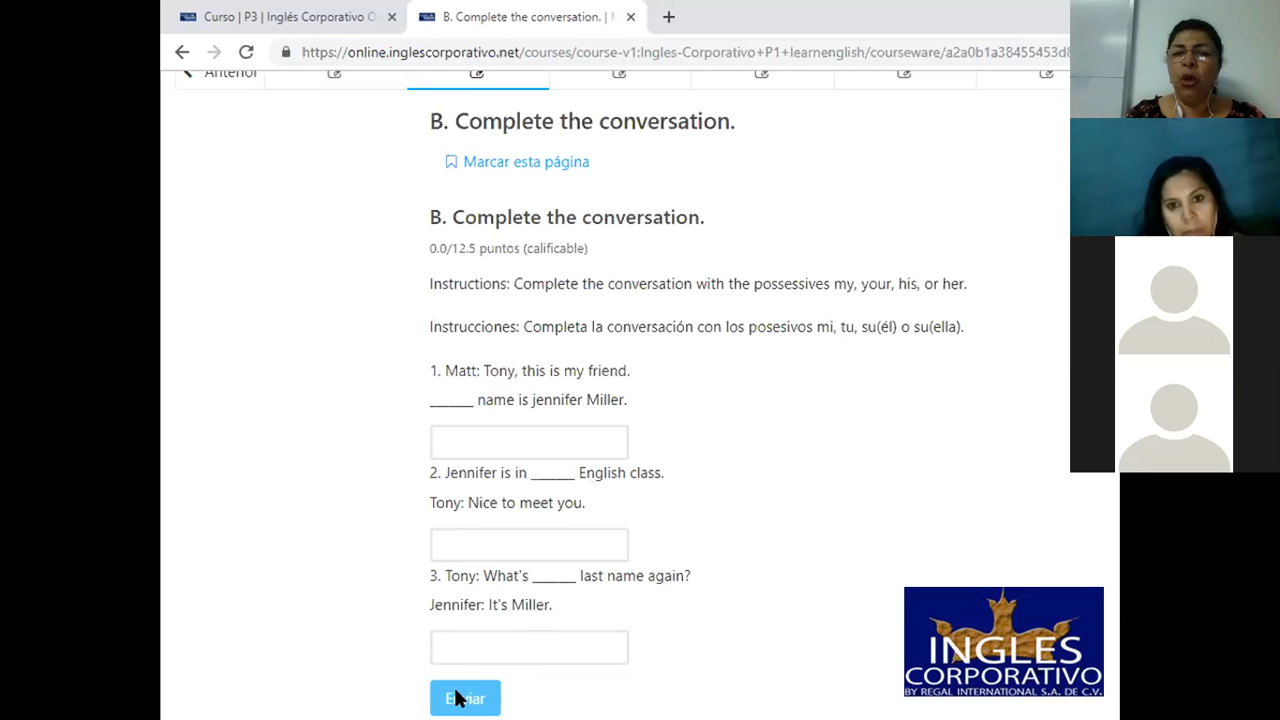 Curso | P3 | Inglés Corporativo O
B. Complete the conversation. |
https://online.inglescorporativo.net/courses/course-v1:Ingles-Corporativo+P1+learnenglish/courseware/a2a0b1a38455453d8
Anterior
B. Complete the conversation.
Marcar esta página
B. Complete the conversation.
0.0/12.5 puntos (calificable)
Instructions: Complete the conversation with the possessives my, your, his, or her.
Instrucciones: Completa la conversación con los posesivos mi, tu, su(él) o su(ella).
1. Matt: Tony, this is my friend.
______ name is jennifer Miller.
2. Jennifer is in ______ English class.
Tony: Nice to meet you.
3. Tony: What's ______ last name again?
Jennifer: It's Miller.
Enviar
INGLES
CORPORATIVO
BY REGAL INTERNATIONAL S.A. DE C.V.